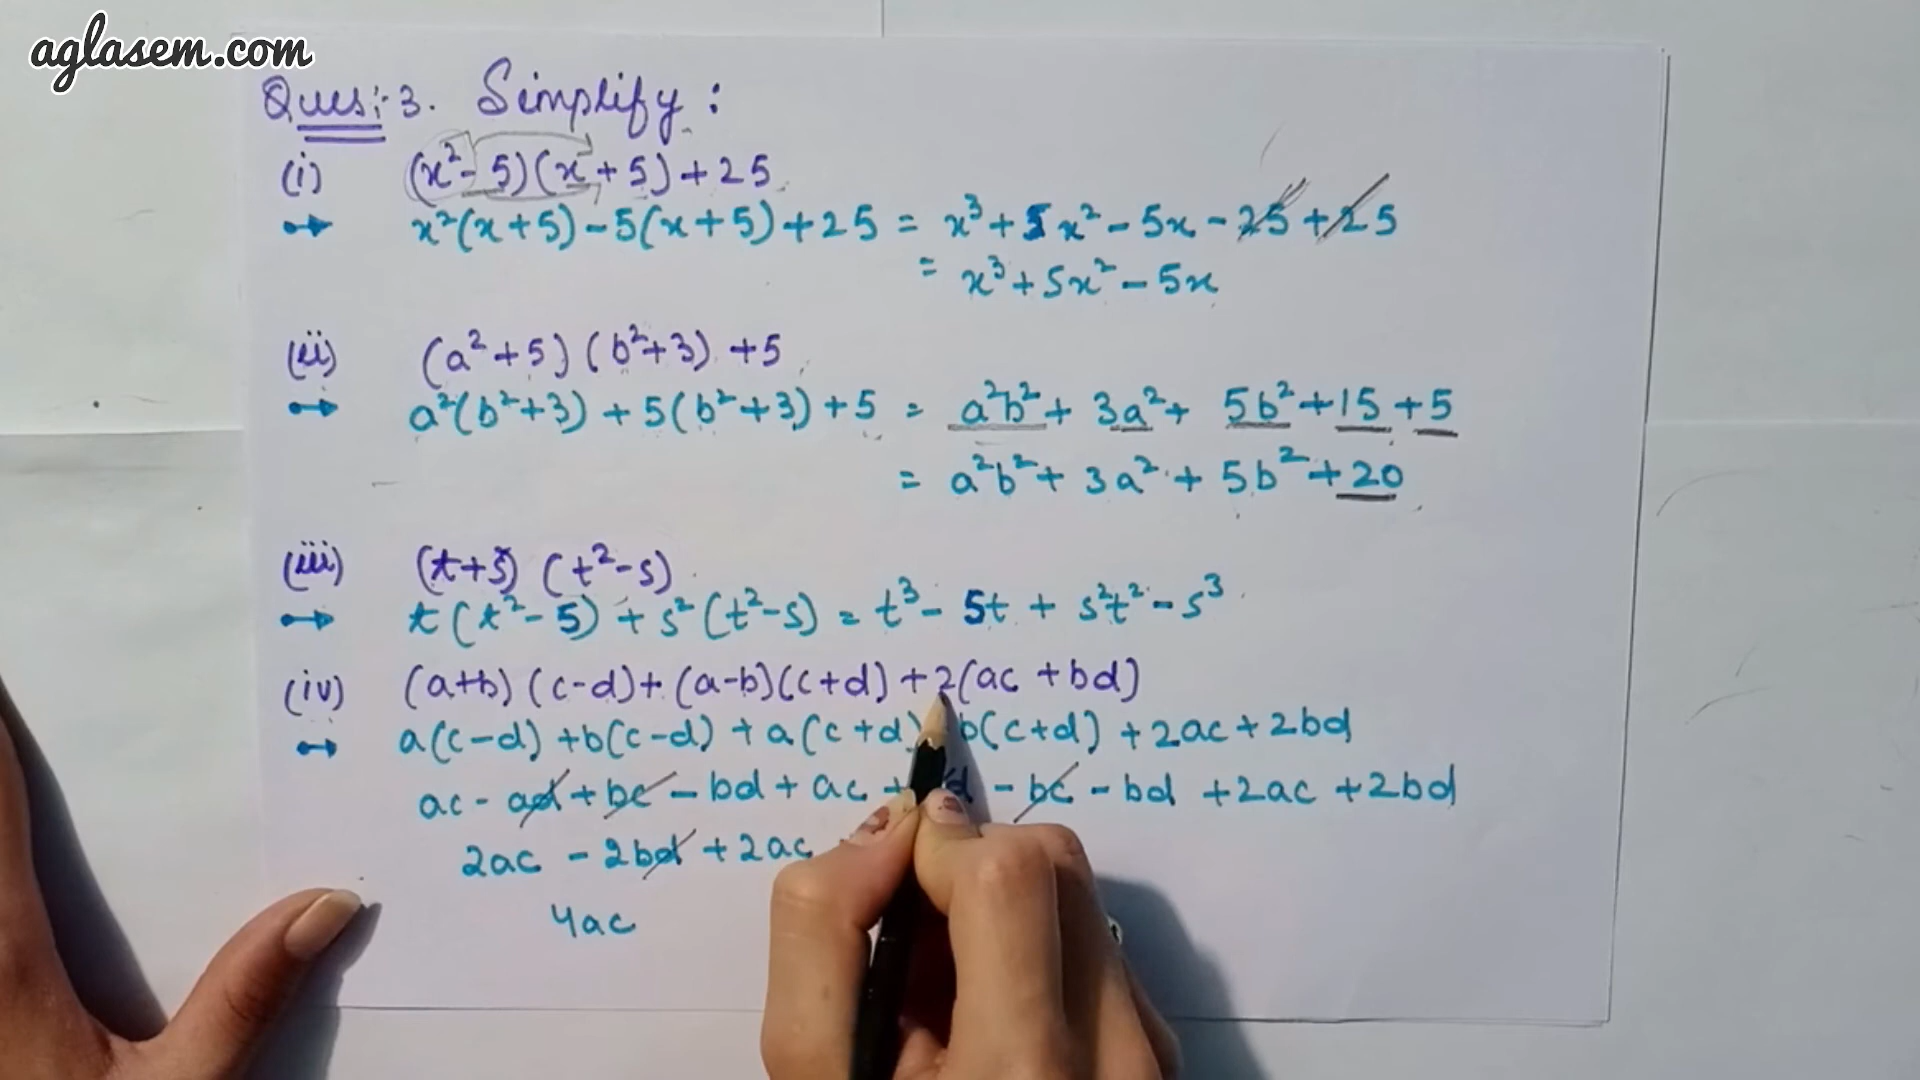 aglasem.com
Ques:- 3. Simplify :
(i) (x² - 5)(x + 5) + 25
x²(x+5) - 5(x+5) + 25 = x³ + 5x² - 5x - 25 + 25
= x³ + 5x² - 5x
(ii) (a² + 5)(b² + 3) + 5
a²(b²+3) + 5(b²+3) + 5 = a²b² + 3a² + 5b² + 15 + 5
= a²b² + 3a² + 5b² + 20
(iii) (t+s²) (t² - s)
t(t² - 5) + s²(t² - s) = t³ - 5t + s²t² - s³
(iv) (a+b)(c-d) + (a-b)(c+d) + 2(ac + bd)
a(c-d) + b(c-d) + a(c+d) b(c+d) + 2ac + 2bd
ac - ad + bc - bd + ac + d - bc - bd + 2ac + 2bd
2ac - 2bd + 2ac
4ac